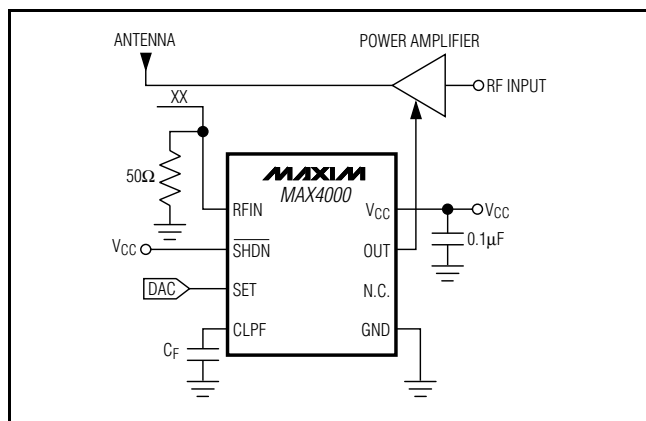 ANTENNA
POWER AMPLIFIER
RF INPUT
XX
50Ω
MAXIM
MAX4000
RFIN
VCC
VCC
0.1µF
VCC
SHDN
OUT
DAC
SET
N.C.
CLPF
GND
CF